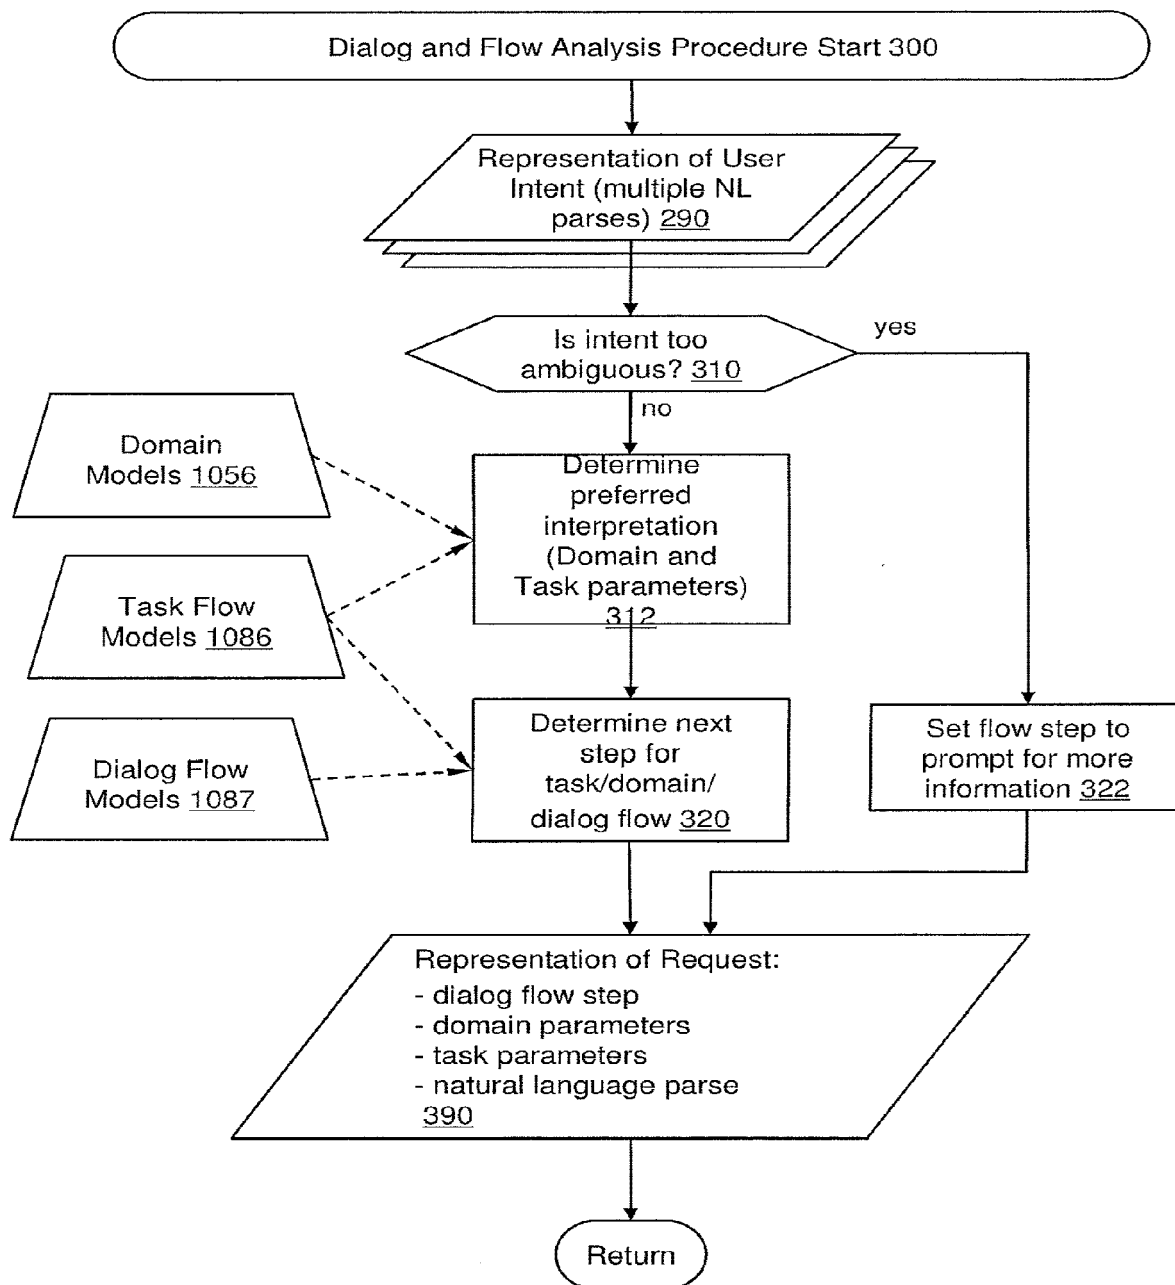 Dialog and Flow Analysis Procedure Start 300
Representation of User
Intent (multiple NL
parses) 290
Is intent too
ambiguous? 310
yes
no
Domain
Models 1056
Determine
preferred
interpretation
(Domain and
Task parameters)
312
Task Flow
Models 1086
Determine next
step for
task/domain/
dialog flow 320
Set flow step to
prompt for more
information 322
Dialog Flow
Models 1087
Representation of Request:
- dialog flow step
- domain parameters
- task parameters
- natural language parse
390
Return